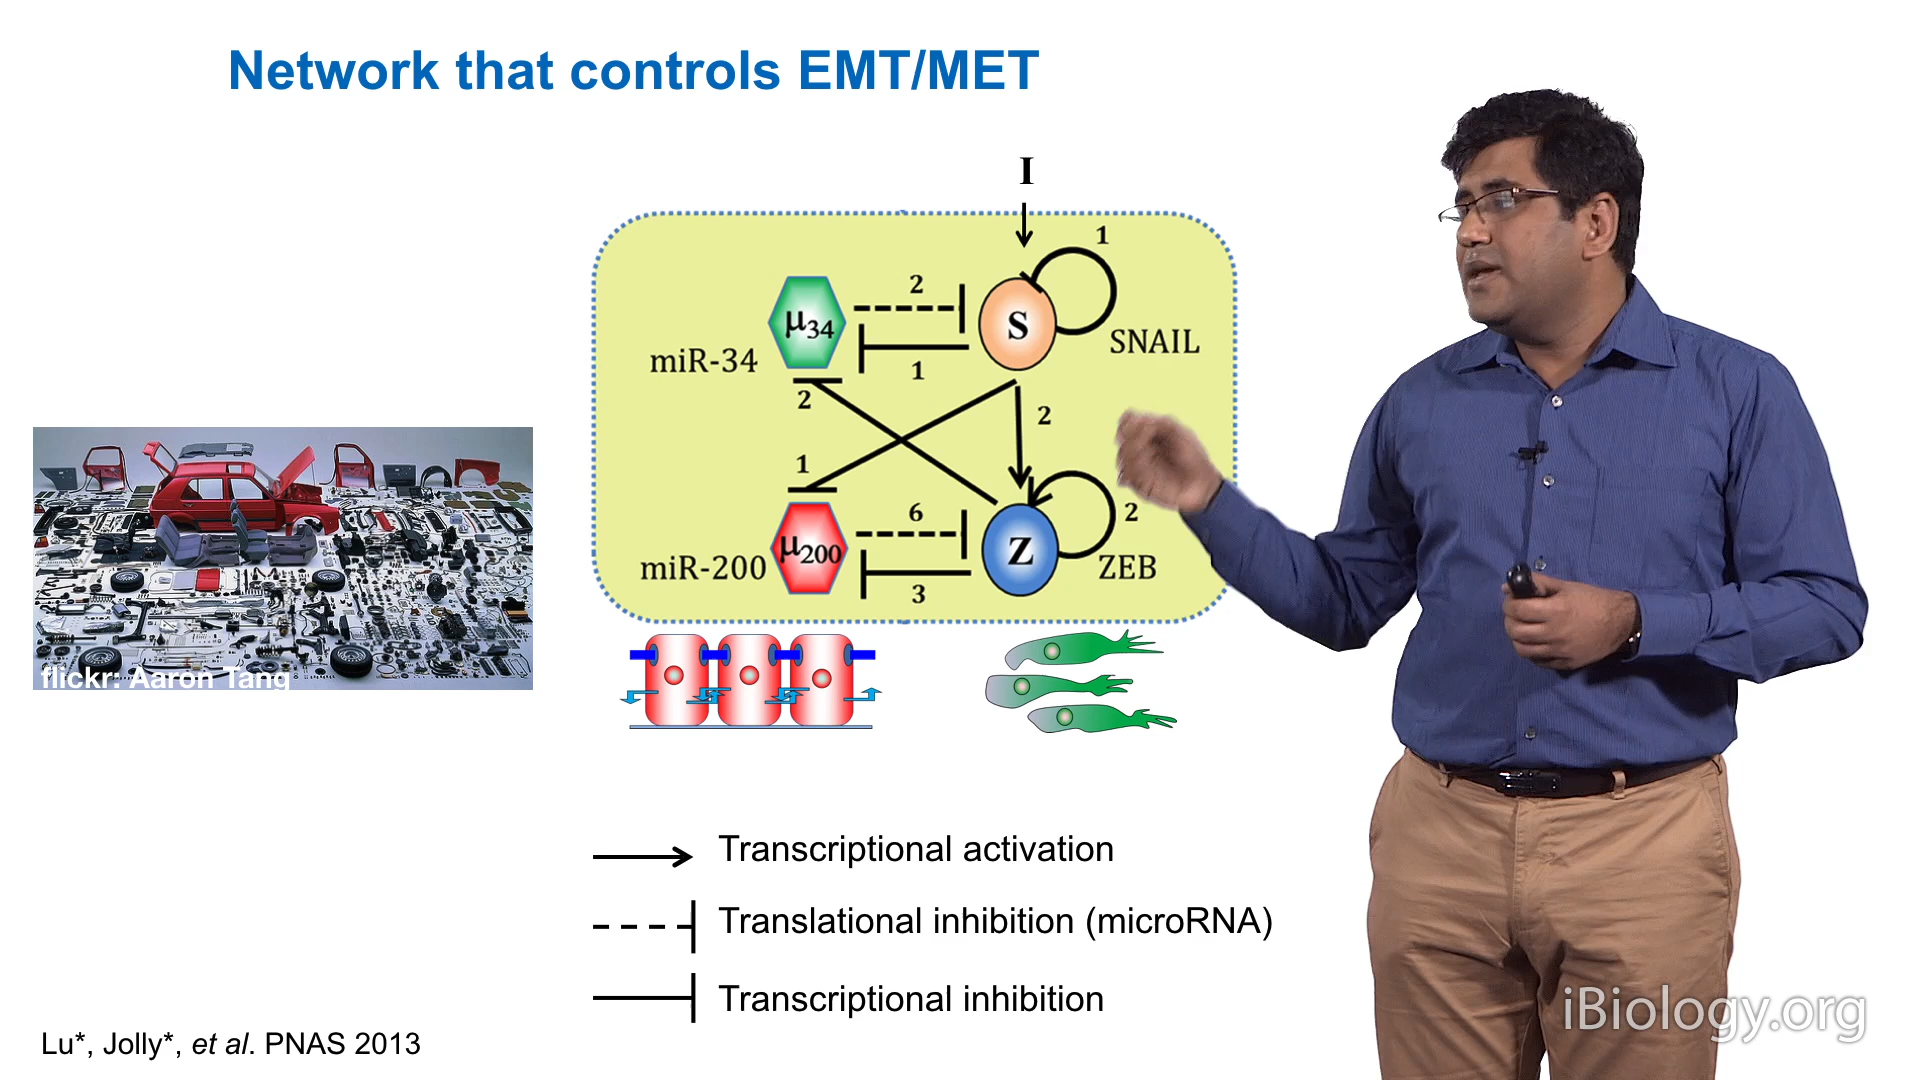 Network that controls EMT/MET
I
1
2
μ34
S
SNAIL
miR-34
1
2
2
1
6
2
μ200
Z
ZEB
miR-200
3
flickr: Aaron Tang
Transcriptional activation
Translational inhibition (microRNA)
Transcriptional inhibition
Lu*, Jolly*, et al. PNAS 2013
iBiology.org